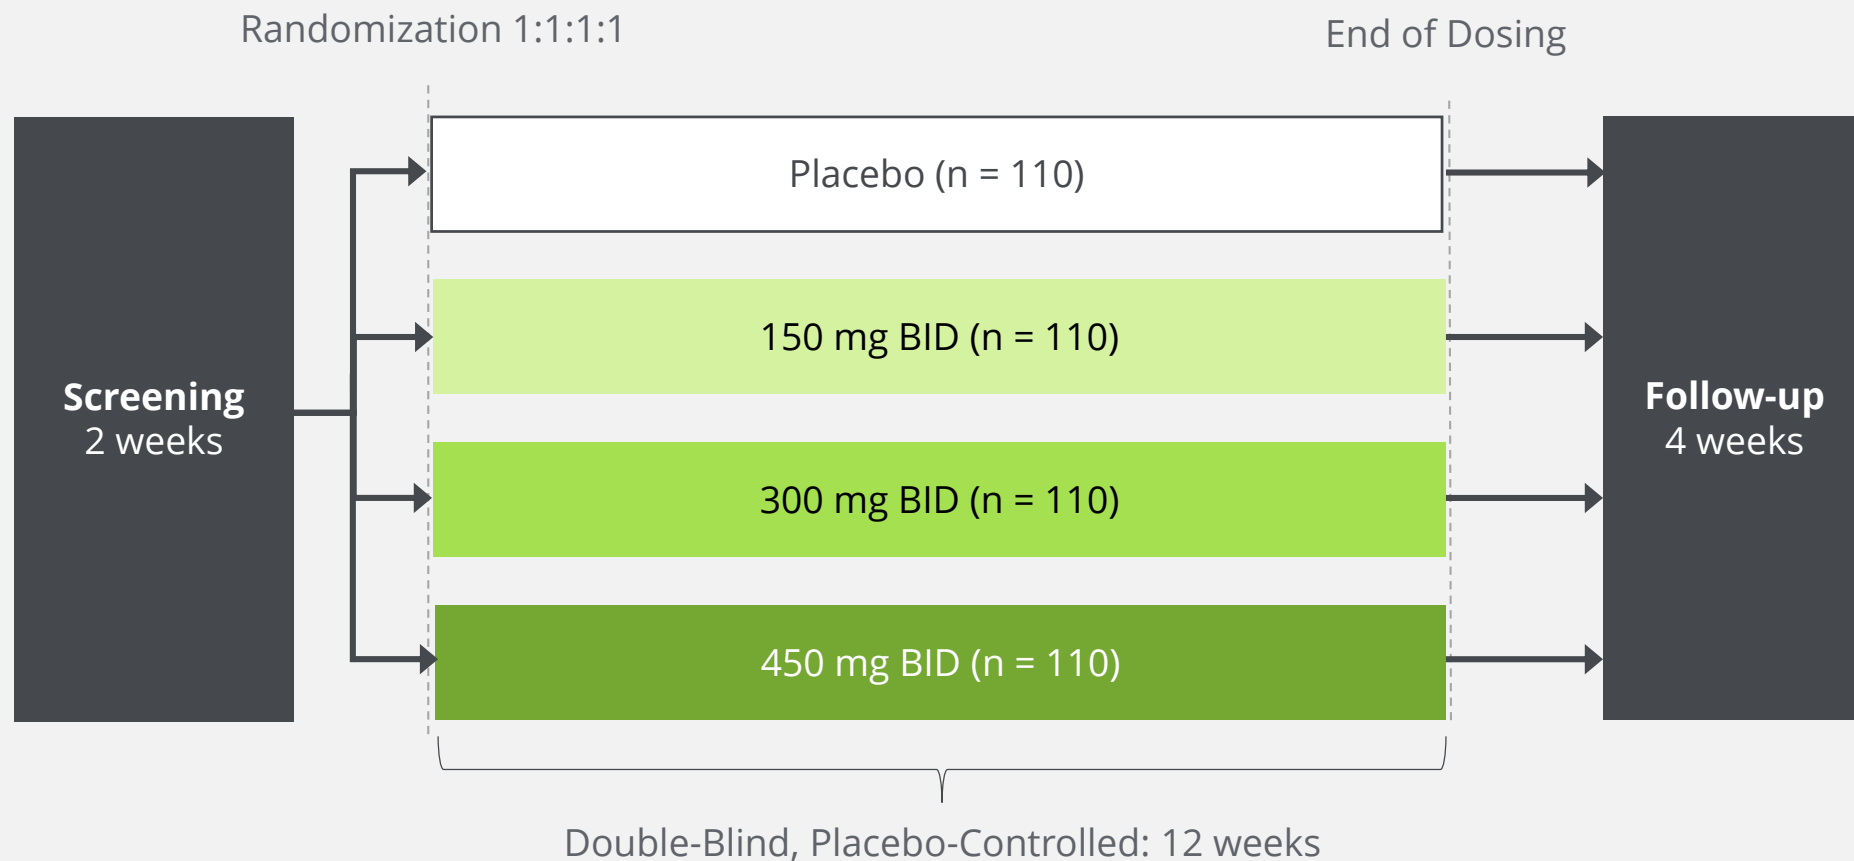 Randomization 1:1:1:1
End of Dosing
Screening
2 weeks
Placebo (n = 110)
150 mg BID (n = 110)
300 mg BID (n = 110)
450 mg BID (n = 110)
Follow-up
4 weeks
Double-Blind, Placebo-Controlled: 12 weeks